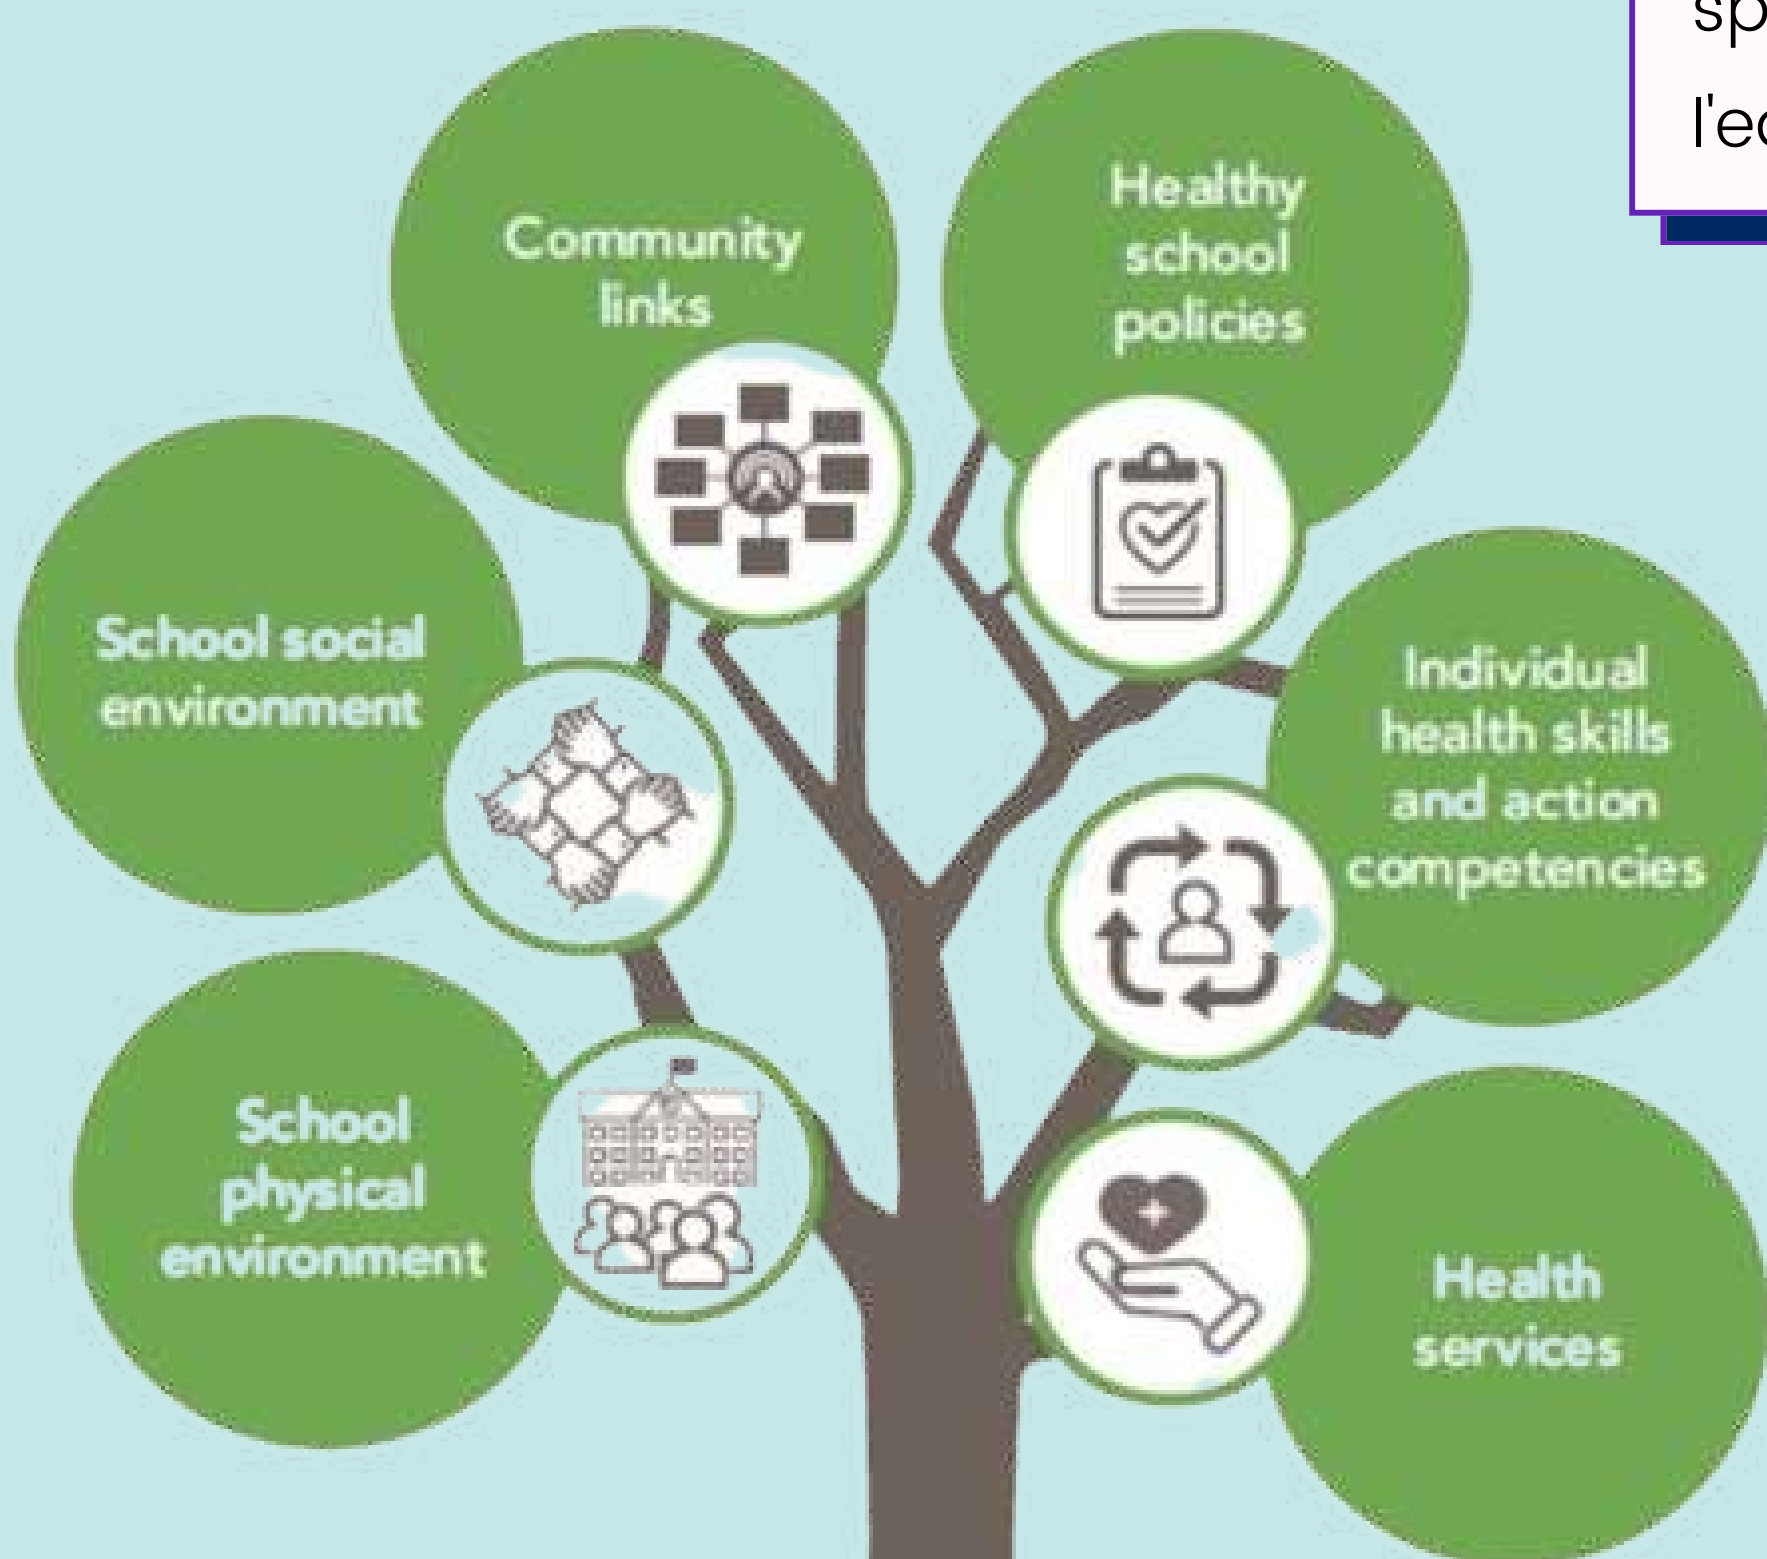 Community
links
Healthy
school
policies
School social
environment
Individual
health skills
and action
competencies
School
physical
environment
Health
services